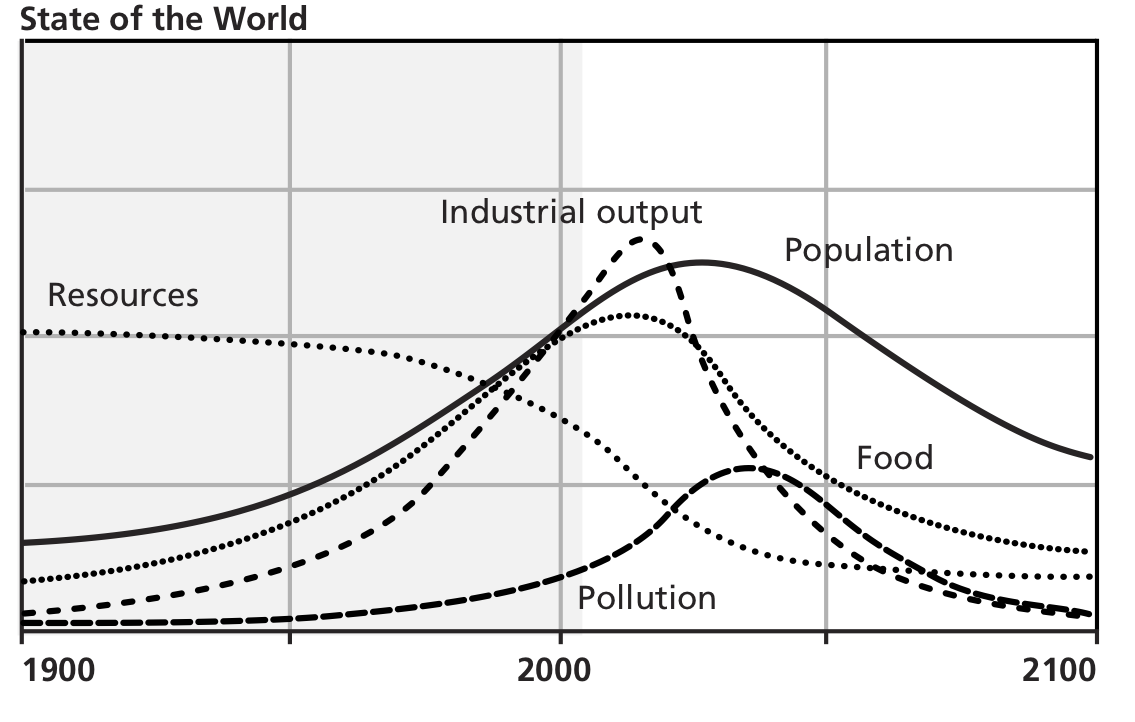 State of the World
Industrial output
Population
Resources
Food
Pollution
1900
2000
2100